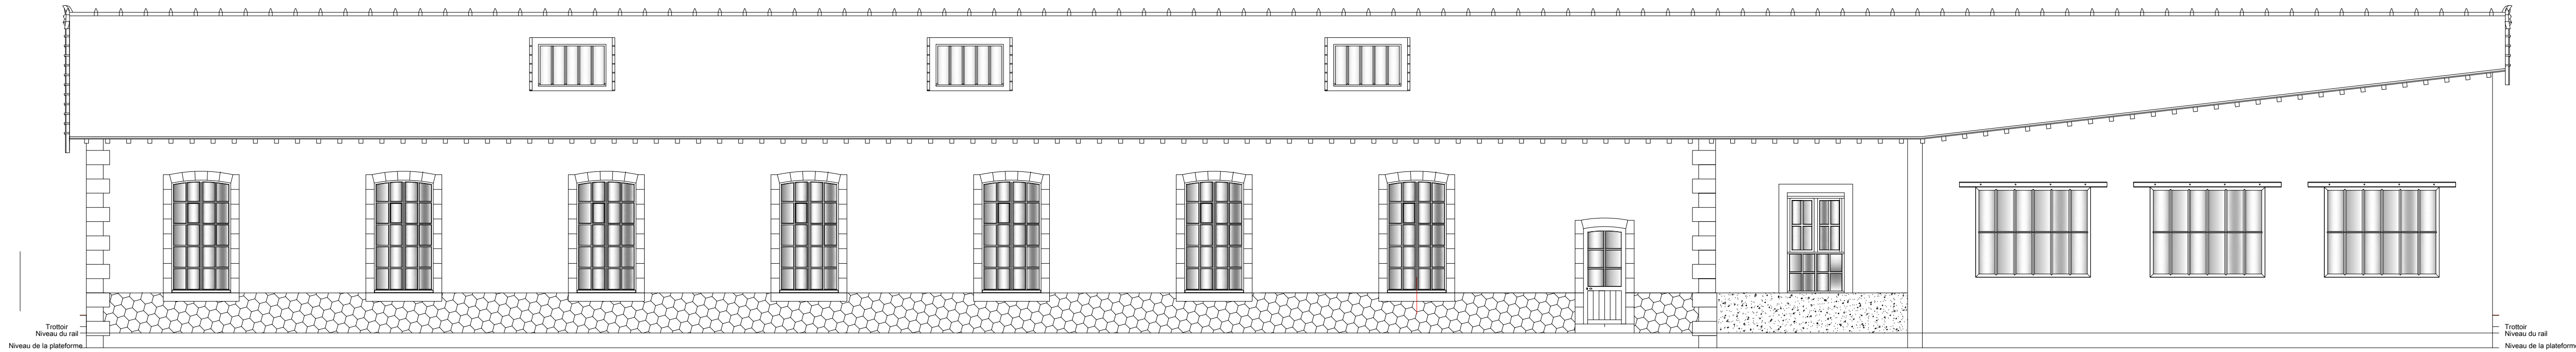 Trottoir
Niveau du rail
Niveau de la plateforme
Trottoir
Niveau du rail
Niveau de la plateforme